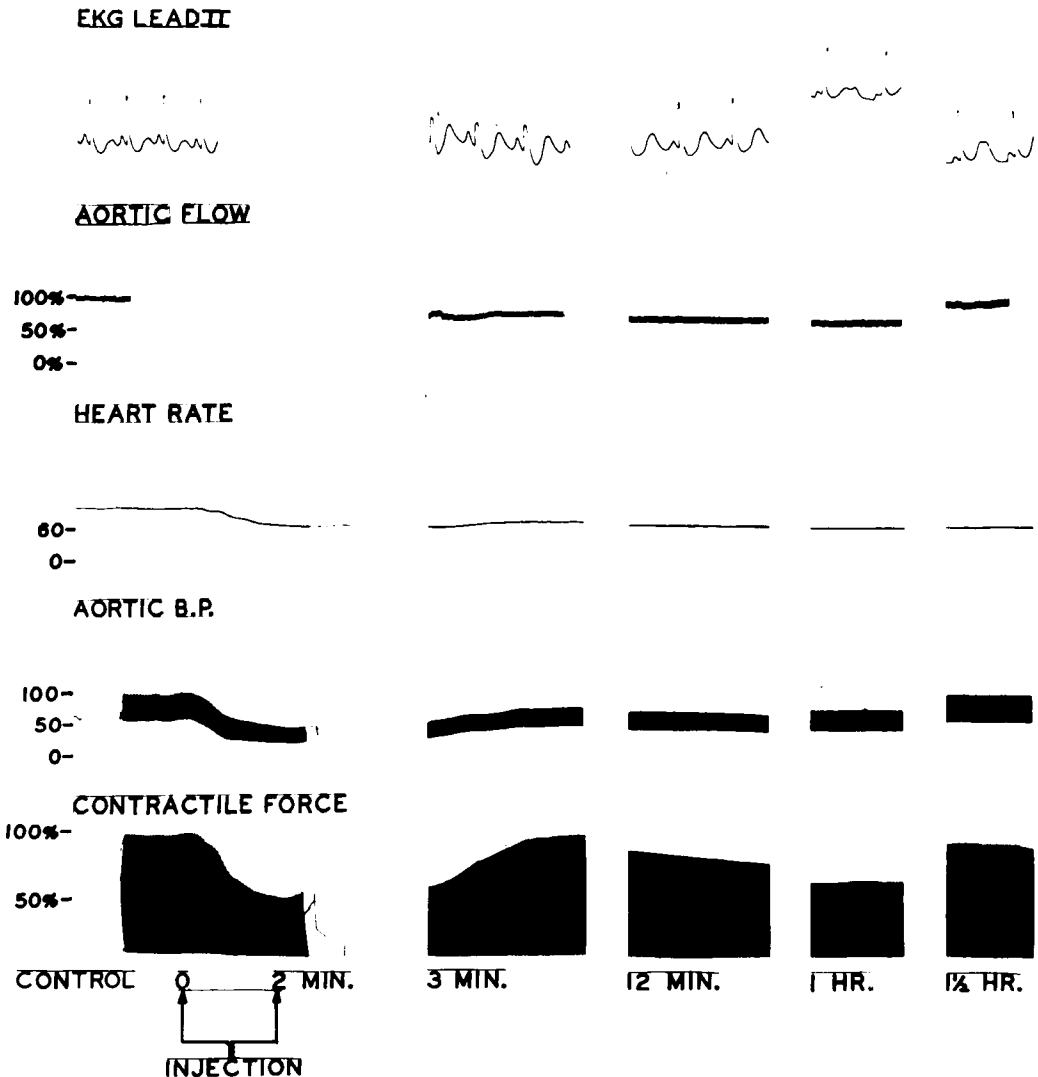 EKG LEAD II
AORTIC FLOW
100%-
50%-
0%-
HEART RATE
60-
0-
AORTIC B.P.
100-
50-
0-
CONTRACTILE FORCE
100%-
50%-
CONTROL 0 2 MIN. 3 MIN. 12 MIN. 1 HR. 1½ HR.
INJECTION